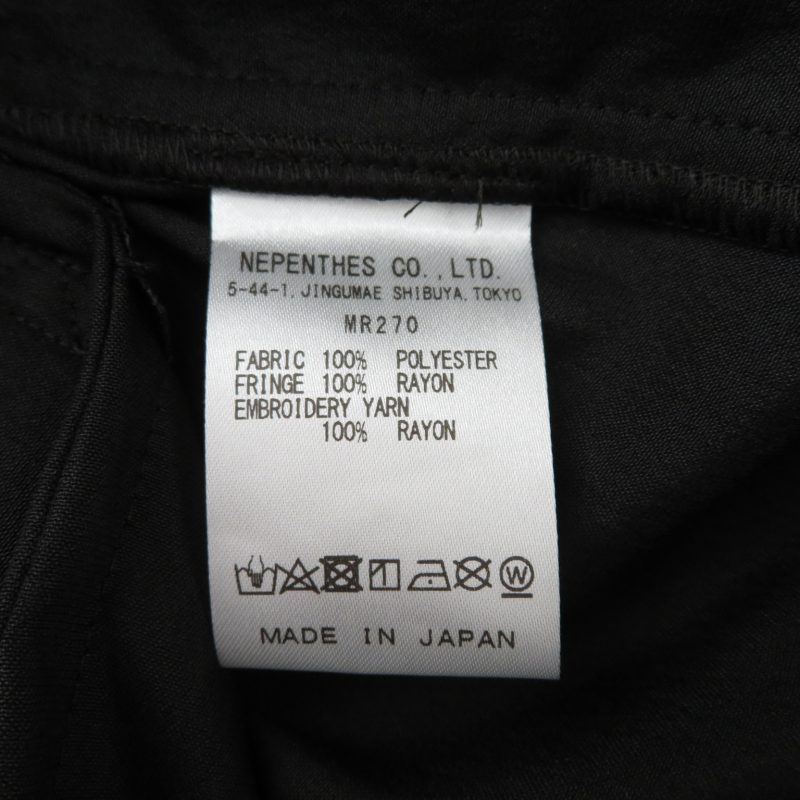 NEPENTHES CO.,LTD.
5-44-1, JINGUMAE SHIBUYA, TOKYO
MR270
FABRIC 100% POLYESTER
FRINGE 100% RAYON
EMBROIDERY YARN
100% RAYON
W
MADE IN JAPAN